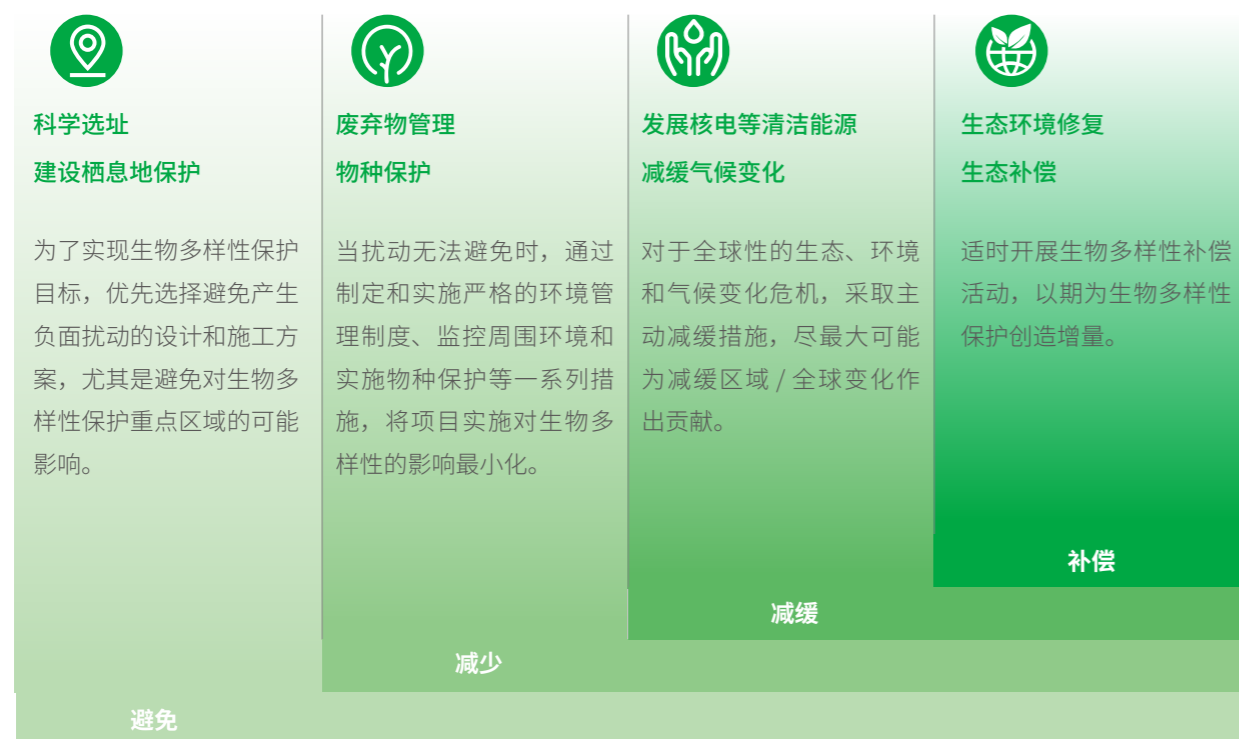 科学选址
建设栖息地保护
为了实现生物多样性保护
目标，优先选择避免产生
负面扰动的设计和施工方
案，尤其是避免对生物多
样性保护重点区域的可能
影响。
避免
废弃物管理
物种保护
当扰动无法避免时，通过
制定和实施严格的环境管
理制度、监控周围环境和
实施物种保护等一系列措
施，将项目实施对生物多
样性的影响最小化。
减少
发展核电等清洁能源
减缓气候变化
对于全球性的生态、环境
和气候变化危机，采取主
动减缓措施，尽最大可能
为减缓区域 / 全球变化作
出贡献。
减缓
生态环境修复
生态补偿
适时开展生物多样性补偿
活动，以期为生物多样性
保护创造增量。
补偿